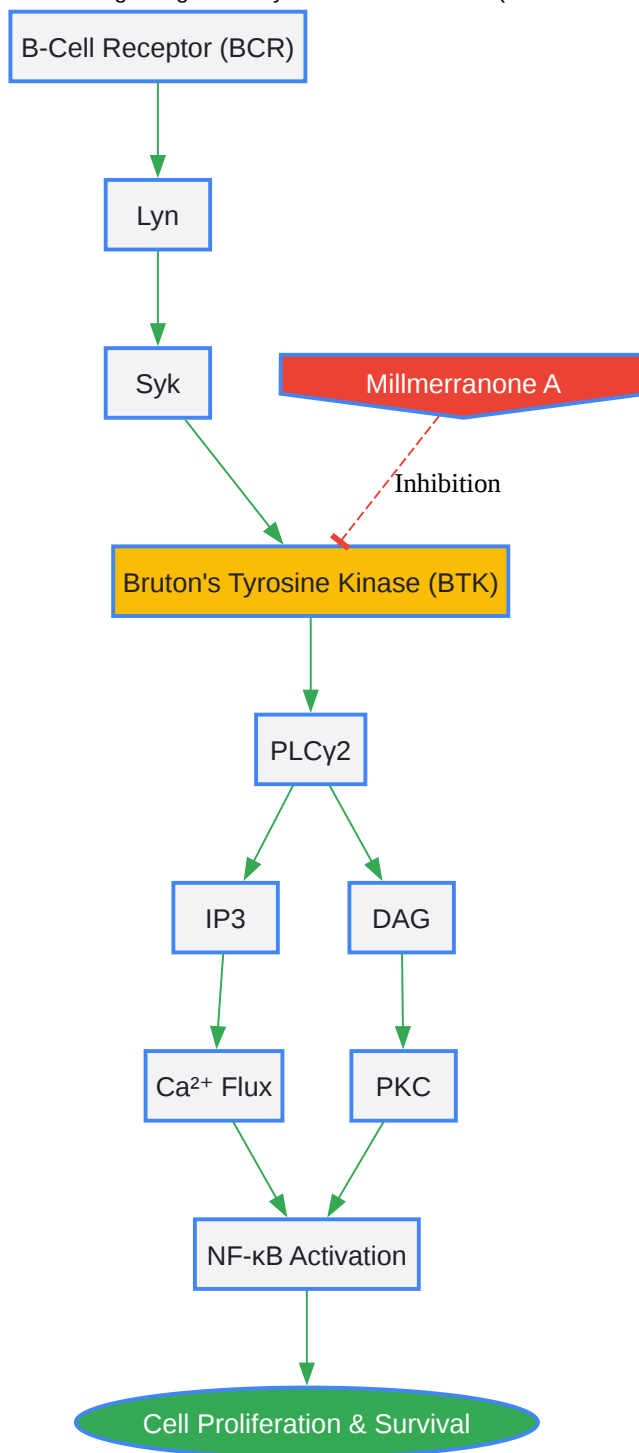 B-Cell Receptor (BCR)
Lyn
Syk
Millmerranone A
Inhibition
Bruton's Tyrosine Kinase (BTK)
PLCγ2
IP3
DAG
Ca²⁺ Flux
PKC
NF-κB Activation
Cell Proliferation & Survival